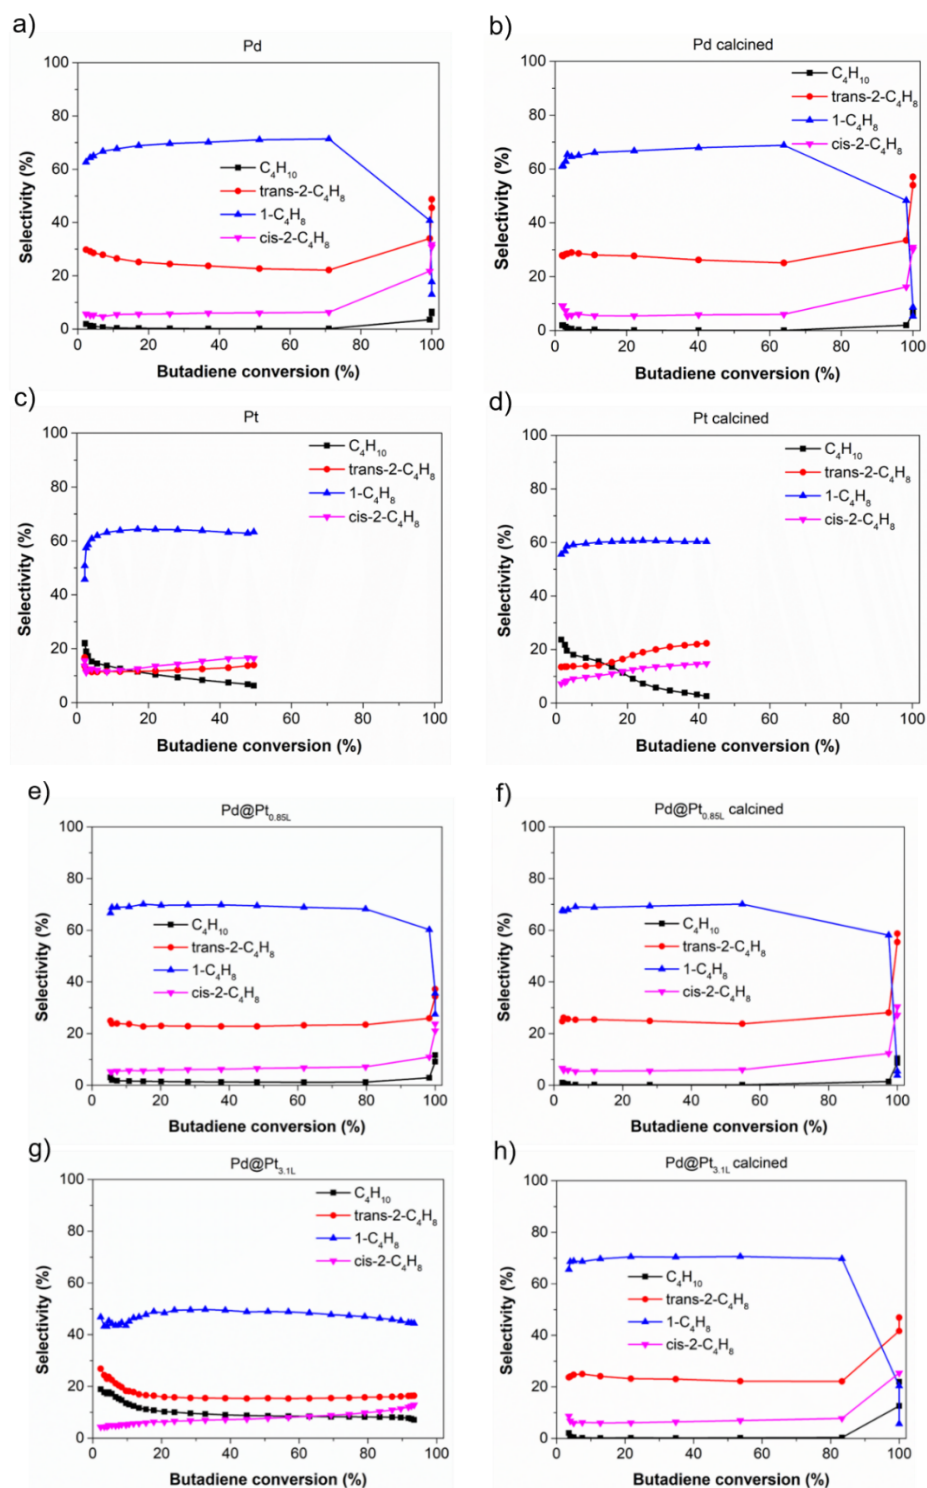 a)
Pd
Selectivity (%)
100
80
60
40
20
0
C4H10
trans-2-C4H8
1-C4H8
cis-2-C4H8
0 20 40 60 80 100
Butadiene conversion (%)
b)
Pd calcined
Selectivity (%)
100
80
60
40
20
0
C4H10
trans-2-C4H8
1-C4H8
cis-2-C4H8
0 20 40 60 80 100
Butadiene conversion (%)
c)
Pt
Selectivity (%)
100
80
60
40
20
0
C4H10
trans-2-C4H8
1-C4H8
cis-2-C4H8
0 20 40 60 80 100
Butadiene conversion (%)
d)
Pt calcined
Selectivity (%)
100
80
60
40
20
0
C4H10
trans-2-C4H8
1-C4H8
cis-2-C4H8
0 20 40 60 80 100
Butadiene conversion (%)
e)
Pd@Pt0.85L
Selectivity (%)
100
80
60
40
20
0
C4H10
trans-2-C4H8
1-C4H8
cis-2-C4H8
0 20 40 60 80 100
Butadiene conversion (%)
f)
Pd@Pt0.85L calcined
Selectivity (%)
100
80
60
40
20
0
C4H10
trans-2-C4H8
1-C4H8
cis-2-C4H8
0 20 40 60 80 100
Butadiene conversion (%)
g)
Pd@Pt3.1L
Selectivity (%)
100
80
60
40
20
0
C4H10
trans-2-C4H8
1-C4H8
cis-2-C4H8
0 20 40 60 80 100
Butadiene conversion (%)
h)
Pd@Pt3.1L calcined
Selectivity (%)
100
80
60
40
20
0
C4H10
trans-2-C4H8
1-C4H8
cis-2-C4H8
0 20 40 60 80 100
Butadiene conversion (%)